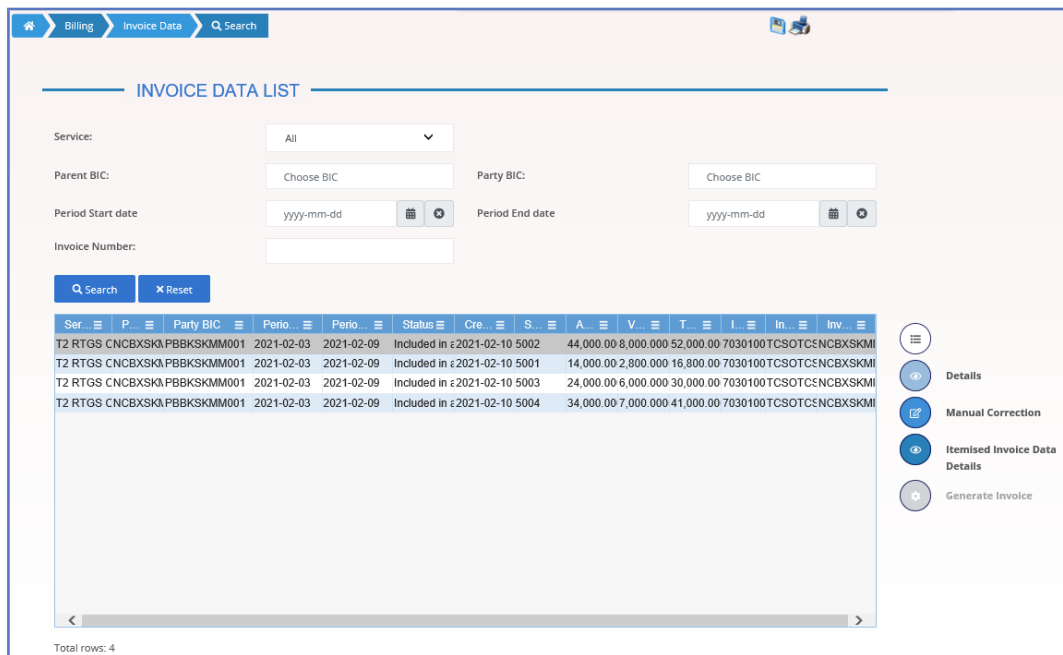 Billing Invoice Data Search
INVOICE DATA LIST
Service: All
Parent BIC: Choose BIC Party BIC: Choose BIC
Period Start date yyyy-mm-dd Period End date yyyy-mm-dd
Invoice Number:
Search Reset
Ser... P... Party BIC Perio... Perio... Status Cre... S... A... V... T... I... In... Inv...
T2 RTGS C NCBXSKM PBBKSKMM001 2021-02-03 2021-02-09 Included in a 2021-02-10 5002 44,000.00 8,000.000 52,000.00 7030100 TCSOTCS NCBXSKMI
T2 RTGS C NCBXSKM PBBKSKMM001 2021-02-03 2021-02-09 Included in a 2021-02-10 5001 14,000.00 2,800.000 16,800.00 7030100 TCSOTCS NCBXSKMI
T2 RTGS C NCBXSKM PBBKSKMM001 2021-02-03 2021-02-09 Included in a 2021-02-10 5003 24,000.00 6,000.000 30,000.00 7030100 TCSOTCS NCBXSKMI
T2 RTGS C NCBXSKM PBBKSKMM001 2021-02-03 2021-02-09 Included in a 2021-02-10 5004 34,000.00 7,000.000 41,000.00 7030100 TCSOTCS NCBXSKMI
Details
Manual Correction
Itemised Invoice Data
Details
Generate Invoice
Total rows: 4